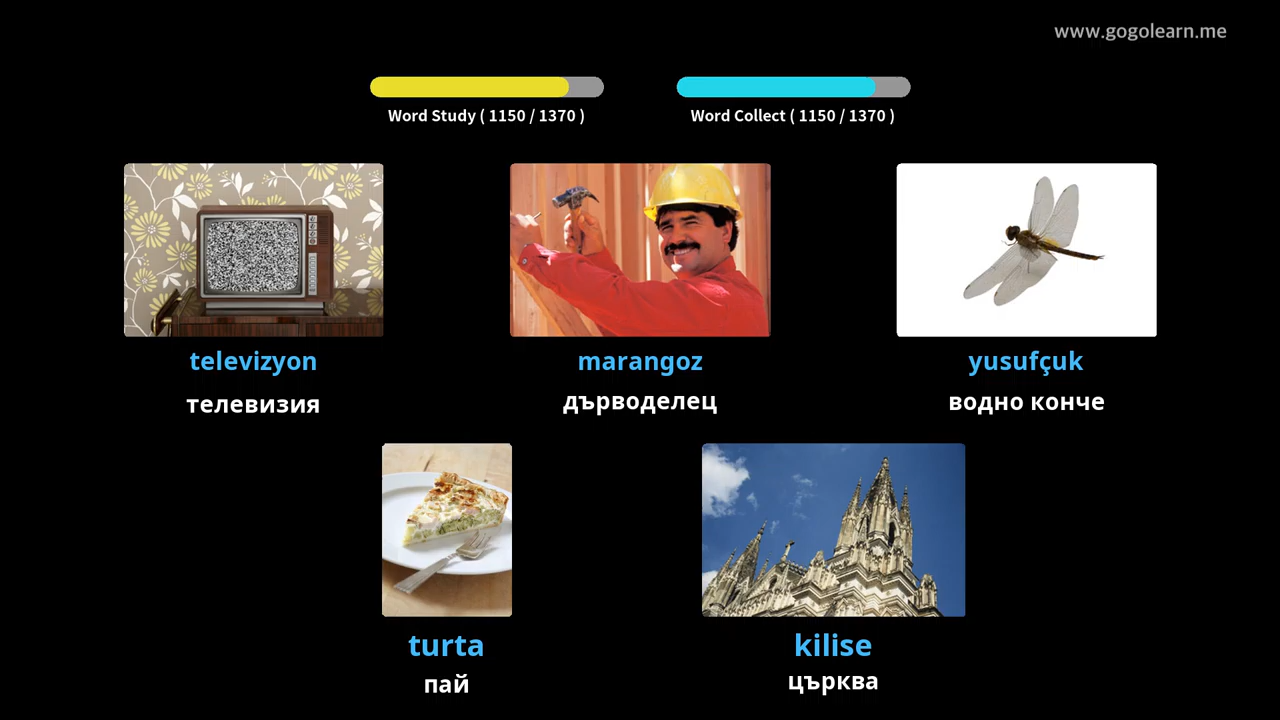 www.gogolearn.me
Word Study ( 1150 / 1370 )
Word Collect ( 1150 / 1370 )
televizyon
телевизия
marangoz
дърводелец
yusufçuk
водно конче
turta
пай
kilise
църква